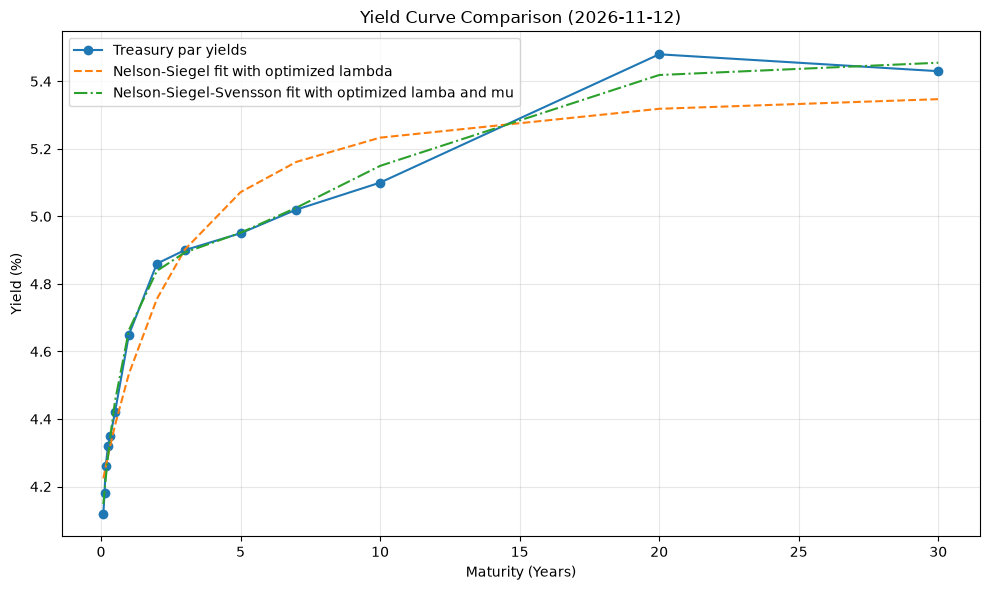 Yield Curve Comparison (2026-11-12)
Treasury par yields
Nelson-Siegel fit with optimized lambda
Nelson-Siegel-Svensson fit with optimized lamba and mu
Yield (%)
5.4
5.2
5.0
4.8
4.6
4.4
4.2
0 5 10 15 20 25 30
Maturity (Years)